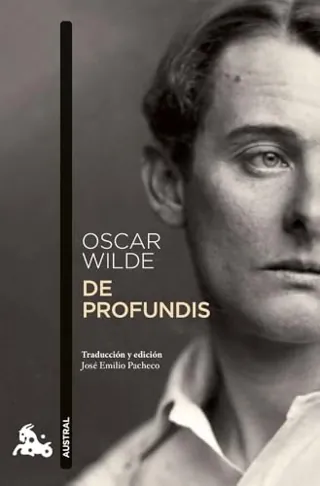 OSCAR
WILDE
DE
PROFUNDIS
Traducción y edición
José Emilio Pacheco
AUSTRAL